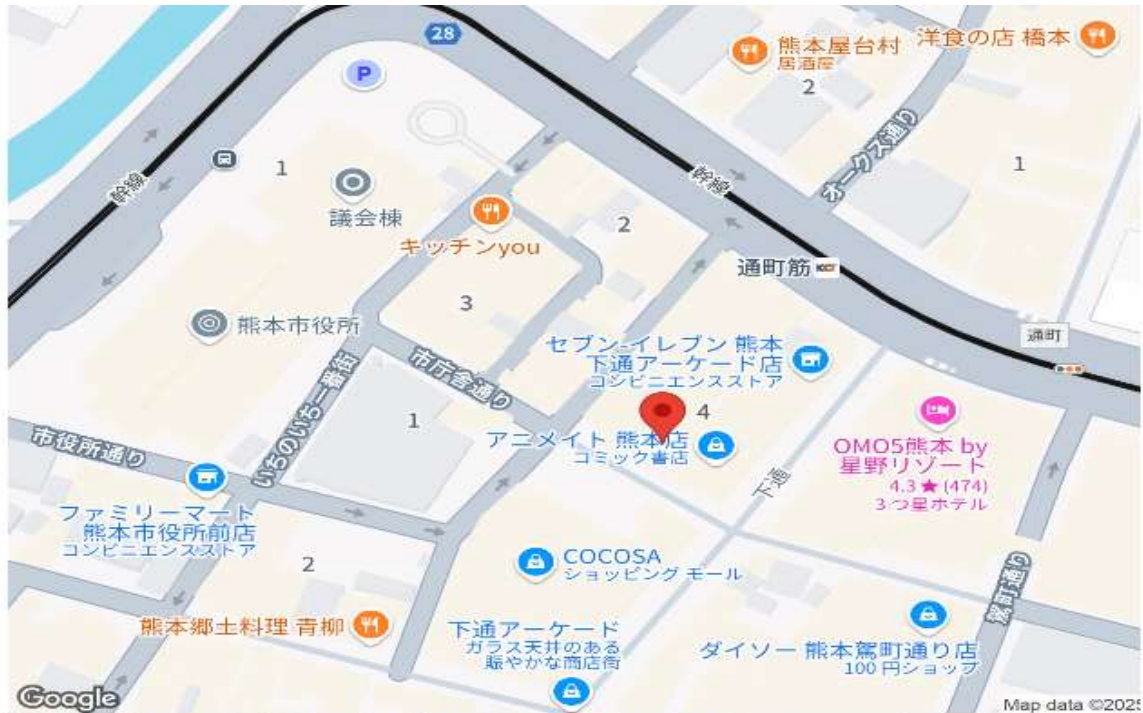 28
P
熊本屋台村
居酒屋
洋食の店 橋本
2
オークス通り
1
幹線
1
議会棟
キッチンyou
幹線
2
通町筋
通町
熊本市役所
3
市庁舎通り
セブン-イレブン 熊本
下通アーケード店
コンビニエンスストア
いちのいち一番街
1
4
アニメイト 熊本店
コミック書店
OMO5熊本 by
星野リゾート
4.3 ★ (474)
3 つ星ホテル
下通
市役所通り
ファミリーマート
熊本市役所前店
コンビニエンスストア
2
COCOSA
ショッピング モール
熊本郷土料理 青柳
下通アーケード
ガラス天井のある
賑やかな商店街
ダイソー 熊本駕町通り店
100 円ショップ
駕町通り
Google
Map data ©2025